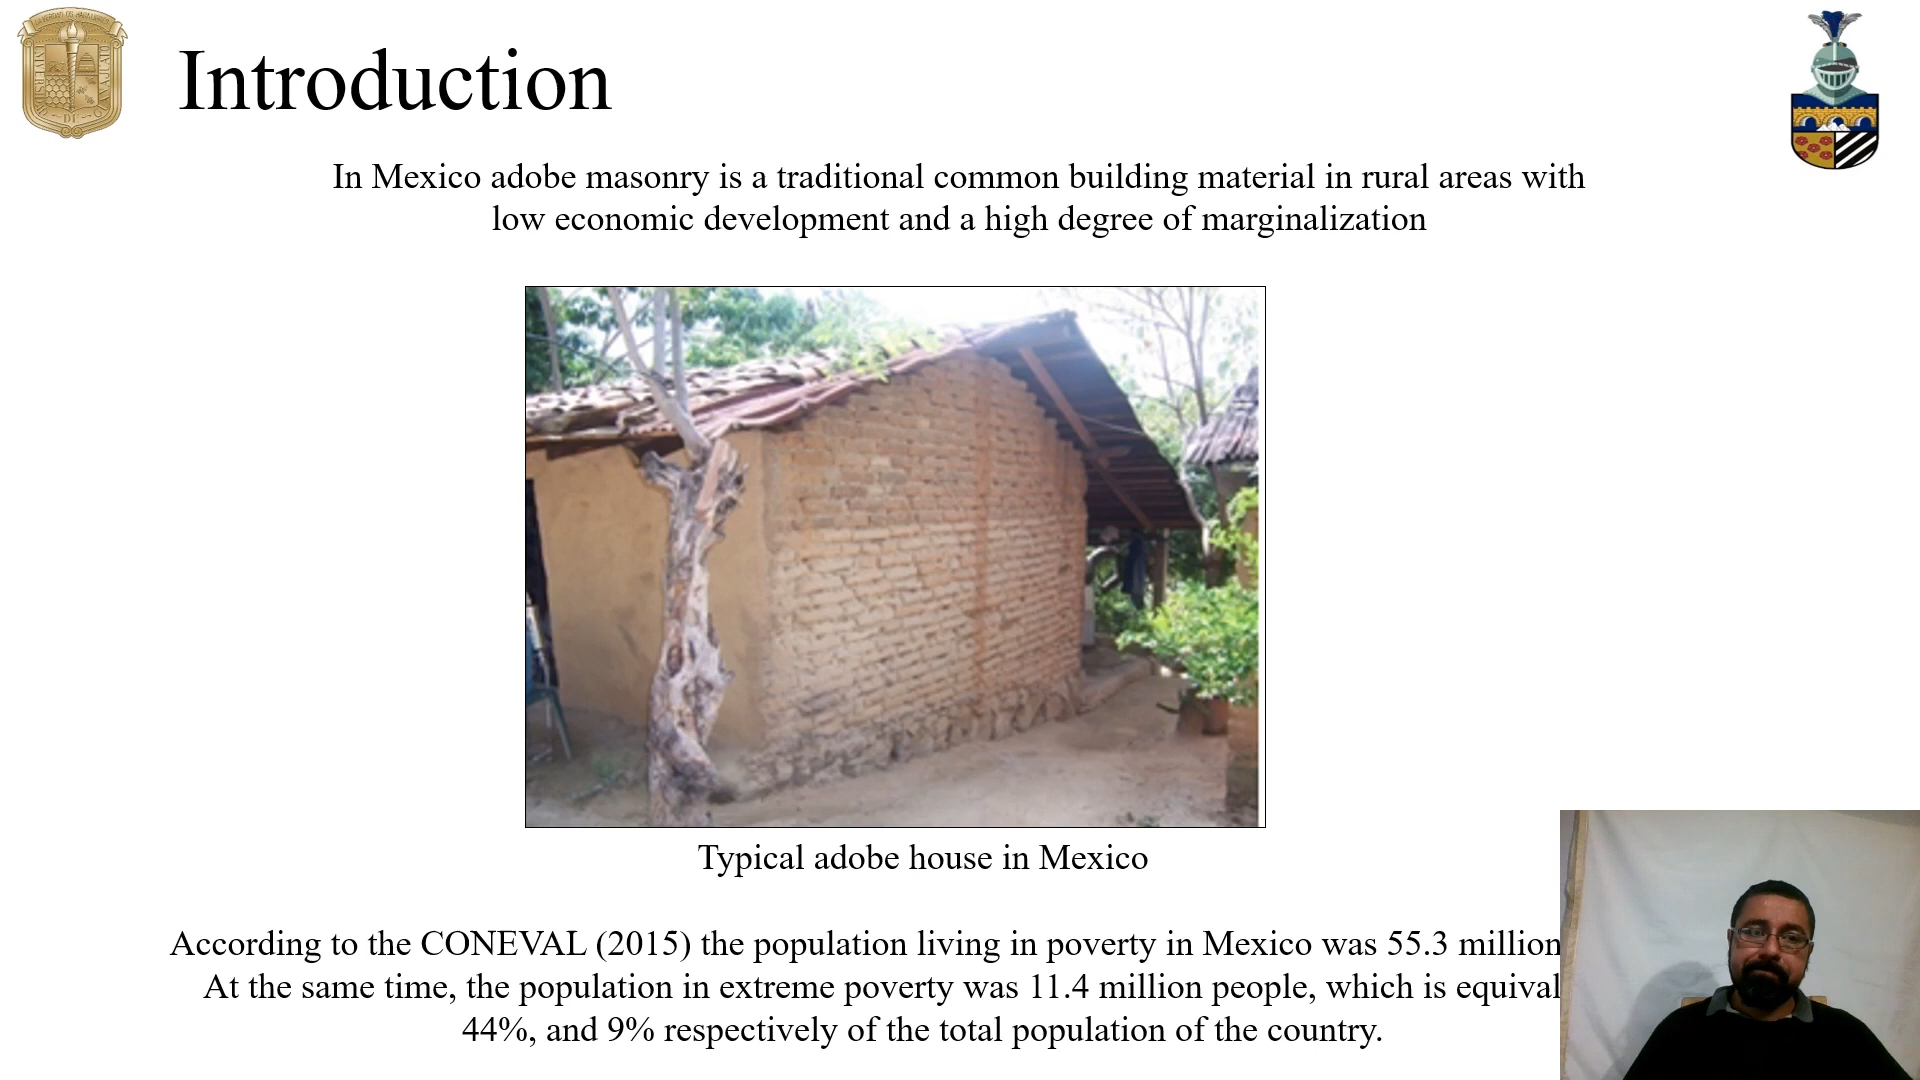 Introduction
In Mexico adobe masonry is a traditional common building material in rural areas with
low economic development and a high degree of marginalization
Typical adobe house in Mexico
According to the CONEVAL (2015) the population living in poverty in Mexico was 55.3 million
At the same time, the population in extreme poverty was 11.4 million people, which is equival
44%, and 9% respectively of the total population of the country.